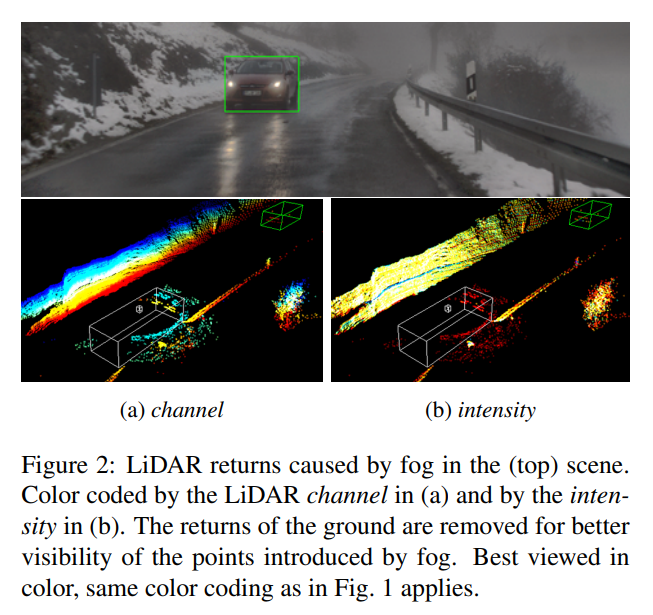 (a) channel
(b) intensity
Figure 2: LiDAR returns caused by fog in the (top) scene.
Color coded by the LiDAR channel in (a) and by the inten-
sity in (b). The returns of the ground are removed for better
visibility of the points introduced by fog. Best viewed in
color, same color coding as in Fig. 1 applies.